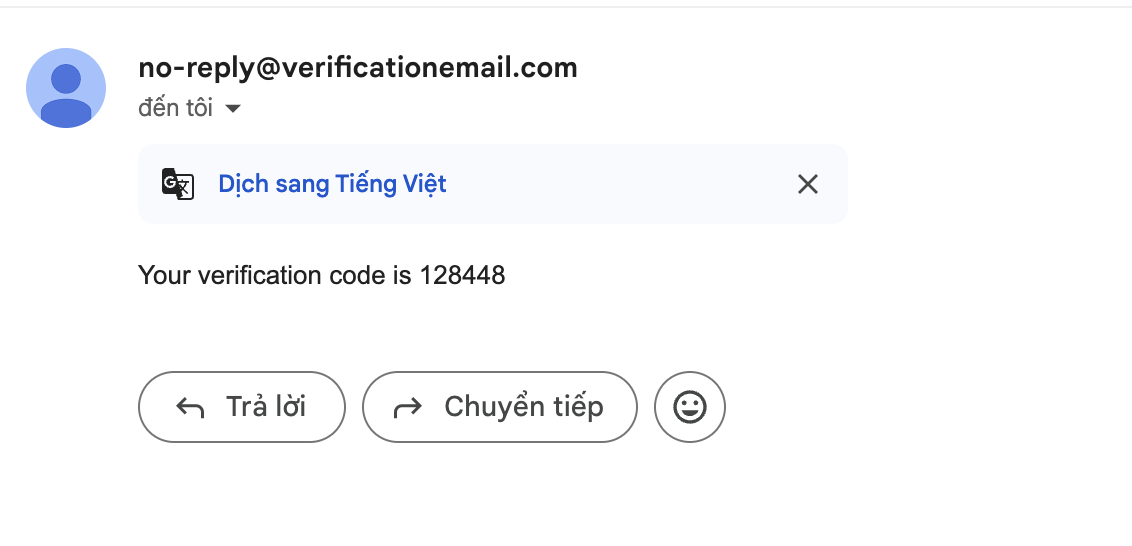 no-reply@verificationemail.com
đến tôi
Dịch sang Tiếng Việt
Your verification code is 128448
Trả lời
Chuyển tiếp